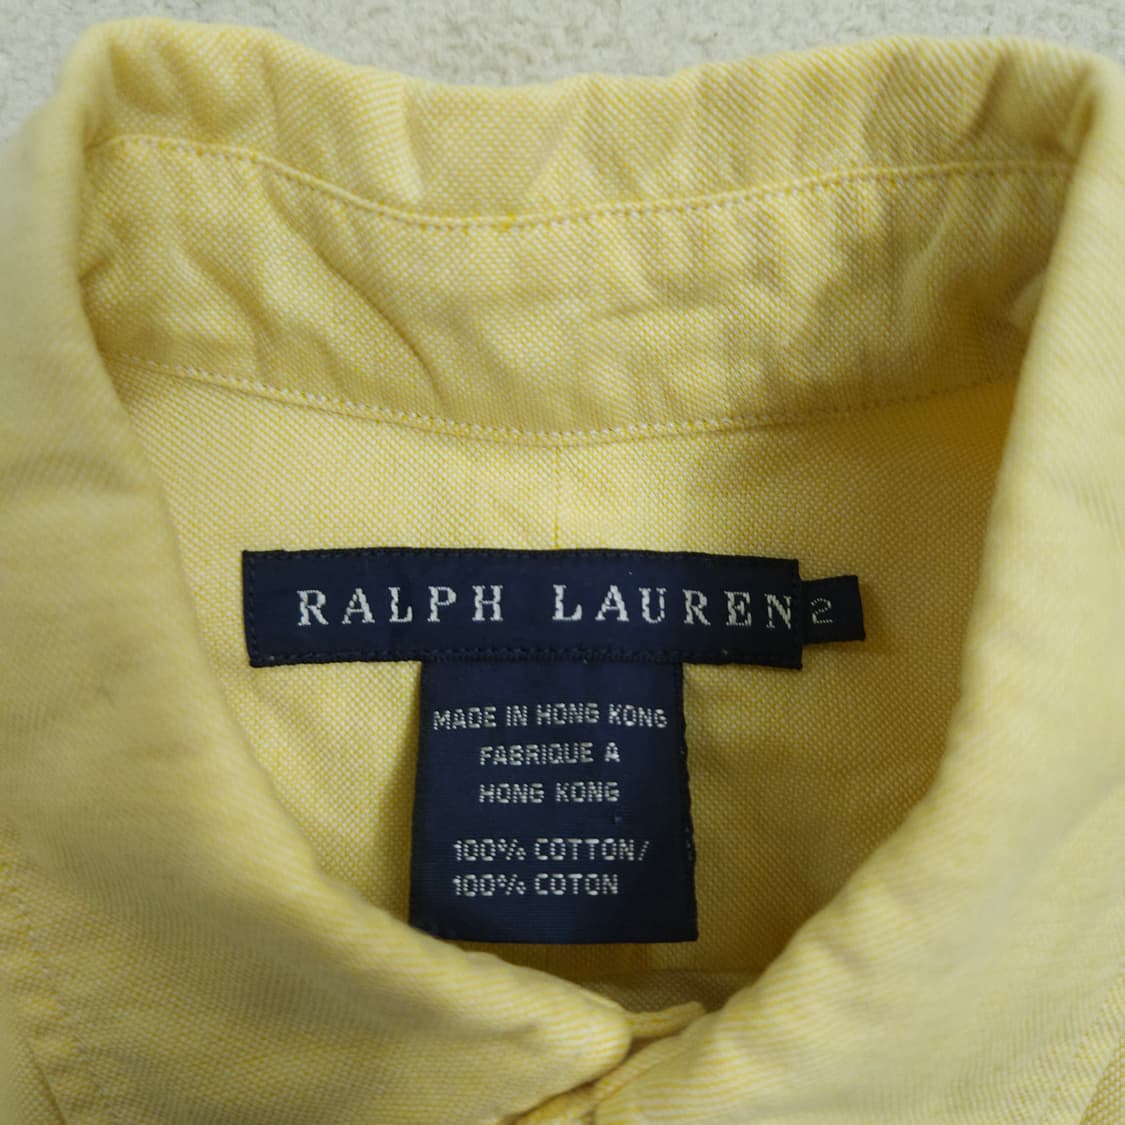 RALPH LAUREN 2
MADE IN HONG KONG
FABRIQUE A
HONG KONG
100% COTTON/
100% COTON